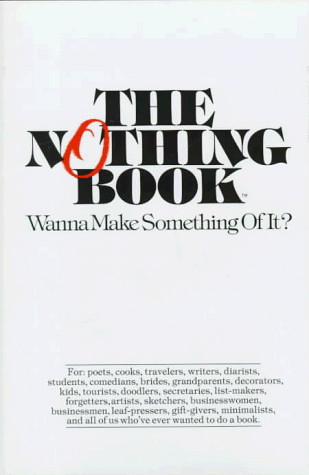 THE
NOTHING
BOOK™
Wanna Make Something Of It?
For: poets, cooks, travelers, writers, diarists,
students, comedians, brides, grandparents, decorators,
kids, tourists, doodlers, secretaries, list-makers,
forgetters, artists, sketchers, businesswomen,
businessmen, leaf-pressers, gift-givers, minimalists,
and all of us who've ever wanted to do a book.